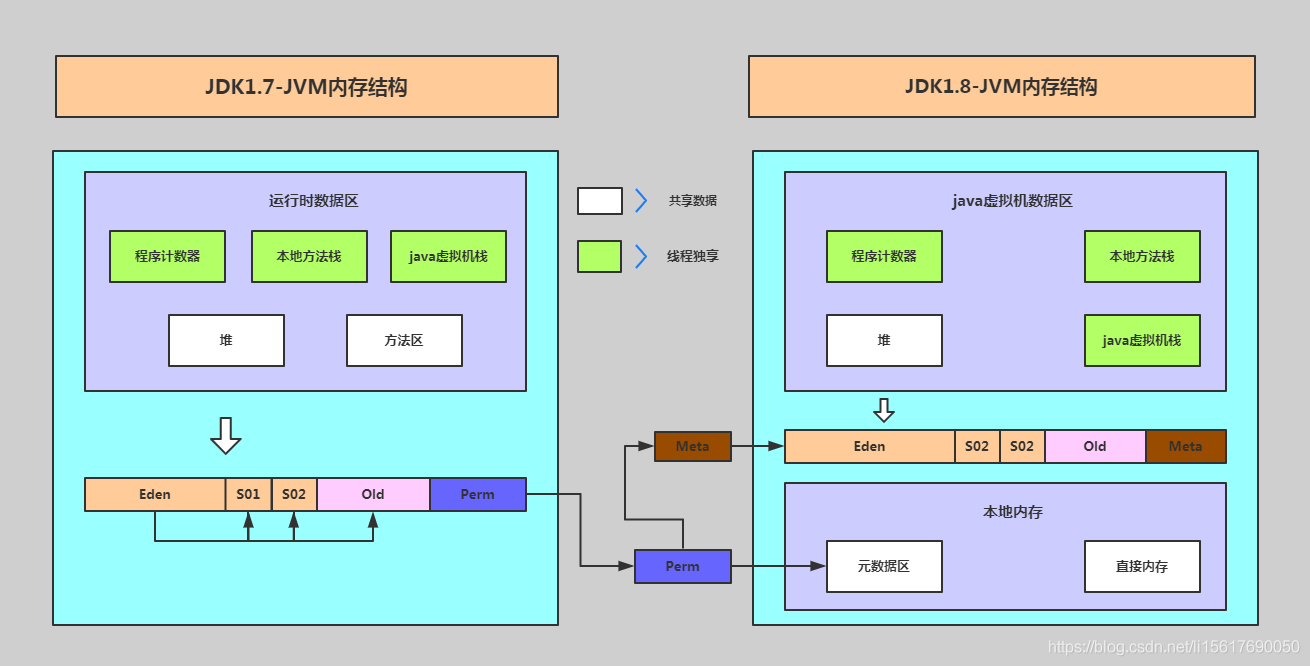 JDK1.7-JVM内存结构
JDK1.8-JVM内存结构
运行时数据区
程序计数器
本地方法栈
java虚拟机栈
堆
方法区
Eden
S01
S02
Old
Perm
共享数据
线程独享
Meta
Perm
java虚拟机数据区
程序计数器
本地方法栈
堆
java虚拟机栈
Eden
S02
S02
Old
Meta
本地内存
元数据区
直接内存
https://blog.csdn.net/li15617690050